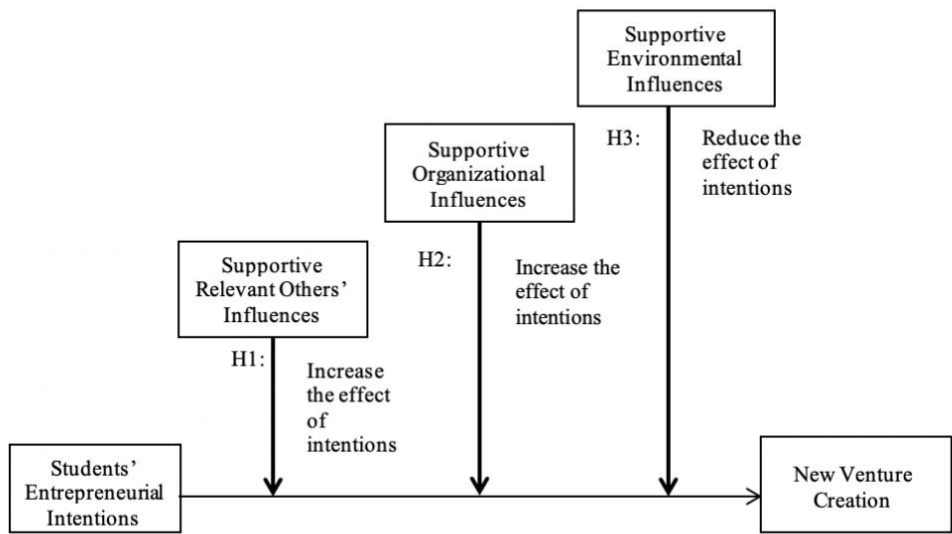 Supportive
Environmental
Influences
H3:
Reduce the
effect of
intentions
Supportive
Organizational
Influences
H2:
Increase the
effect of
intentions
Supportive
Relevant Others’
Influences
H1:
Increase
the effect
of
intentions
Students’
Entrepreneurial
Intentions
New Venture
Creation